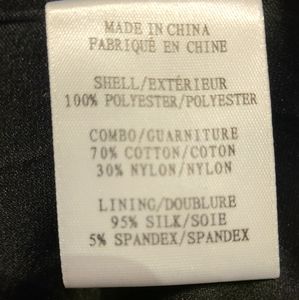 MADE IN CHINA
FABRIQUÉ EN CHINE
SHELL/EXTÉRIEUR
100% POLYESTER/POLYESTER
COMBO/GUARNITURE
70% COTTON/COTON
30% NYLON/NYLON
LINING/DOUBLURE
95% SILK/SOIE
5% SPANDEX/SPANDEX